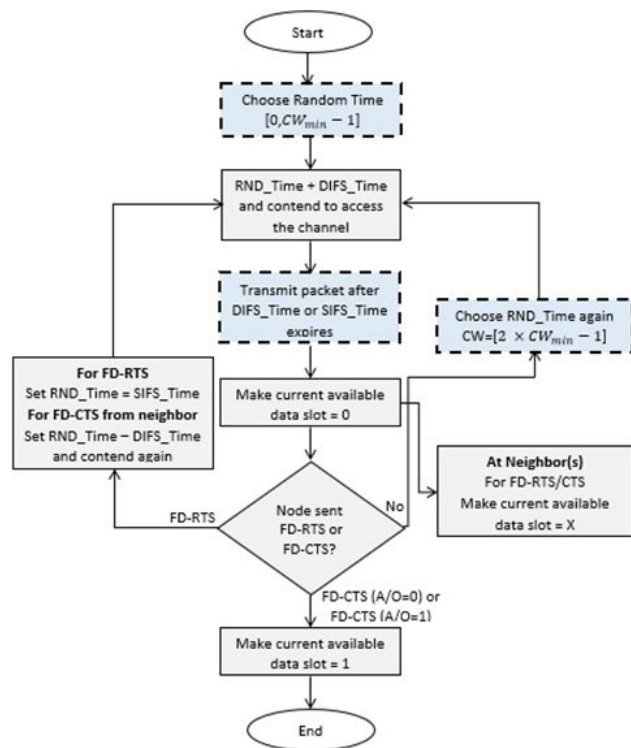 Start
Choose Random Time
[0,CW_min − 1]
RND_Time + DIFS_Time
and contend to access
the channel
Transmit packet after
DIFS_Time or SIFS_Time
expires
Choose RND_Time again
CW=[2 × CW_min − 1]
For FD-RTS
Set RND_Time = SIFS_Time
For FD-CTS from neighbor
Set RND_Time – DIFS_Time
and contend again
Make current available
data slot = 0
At Neighbor(s)
For FD-RTS/CTS
Make current available
data slot = X
Node sent
FD-RTS or
FD-CTS?
FD-RTS
No
FD-CTS (A/O=0) or
FD-CTS (A/O=1)
Make current available
data slot = 1
End